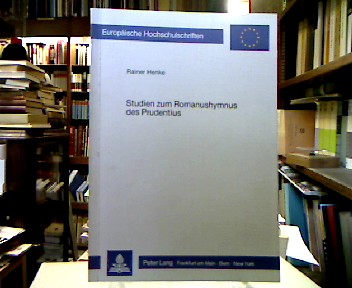 Europäische Hochschulschriften
Rainer Henke
Studien zum Romanushymnus
des Prudentius
Peter Lang Frankfurt am Main · Bern · New York